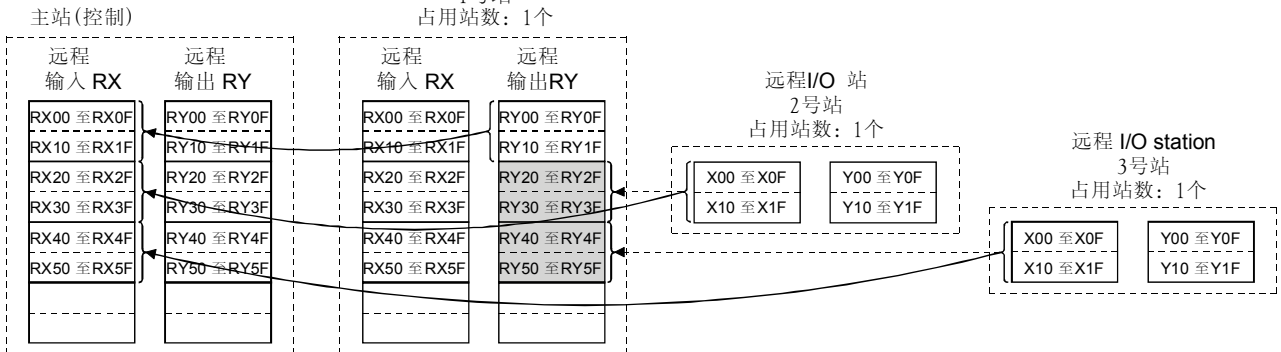 主站(控制)
占用站数: 1个
远程
输入 RX
远程
输出 RY
RX00 至RX0F
RX10 至RX1F
RX20 至RX2F
RX30 至RX3F
RX40 至RX4F
RX50 至RX5F
RY00 至RY0F
RY10 至RY1F
RY20 至RY2F
RY30 至RY3F
RY40 至RY4F
RY50 至RY5F
远程
输入 RX
远程
输出RY
RX00 至RX0F
RX10 至RX1F
RX20 至RX2F
RX30 至RX3F
RX40 至RX4F
RX50 至RX5F
RY00 至RY0F
RY10 至RY1F
RY20 至RY2F
RY30 至RY3F
RY40 至RY4F
RY50 至RY5F
远程I/O 站
2号站
占用站数: 1个
X00 至X0F
X10 至X1F
Y00 至Y0F
Y10 至Y1F
远程 I/O station
3号站
占用站数: 1个
X00 至X0F
X10 至X1F
Y00 至Y0F
Y10 至Y1F